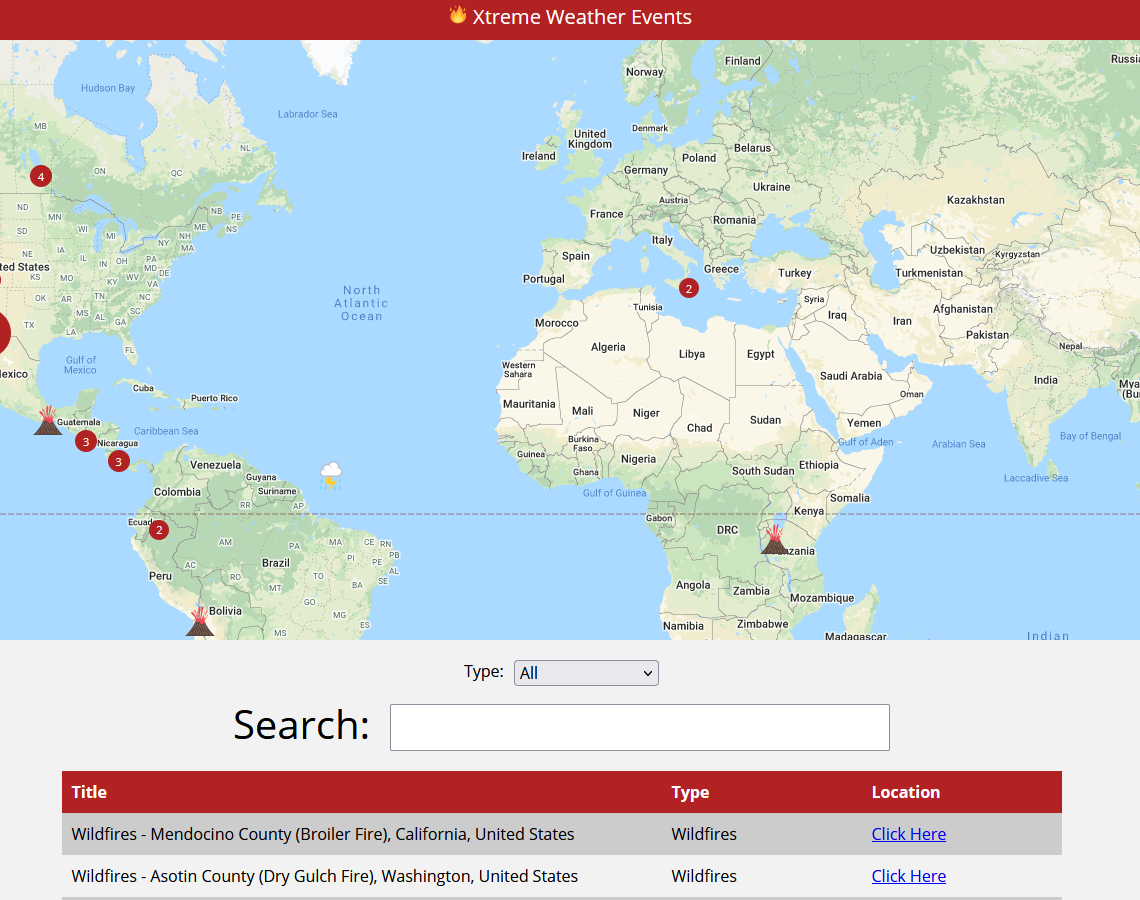 Xtreme Weather Events
Finland
Norway
Russi
Hudson Bay
Labrador Sea
MB
ON
QC
NL
Denmark
United
Kingdom
Ireland
Belarus
Poland
Germany
4
Ukraine
Austria
Kazakhstan
ND
MN
SD
WI
NB
PE
ME
NS
France
Romania
MI
NH
NY
MA
Italy
NE
IA
IL
IN
OH
PA
MD
DE
ted States
KS
MO
KY
WV
VA
Spain
Portugal
Greece
Turkey
Uzbekistan
Kyrgyzstan
Turkmenistan
2
North
Atlantic
Ocean
OK
AR
TN
NC
SC
MS
AL
GA
TX
LA
FL
Tunisia
Syria
Iraq
Iran
Afghanistan
Pakistan
Nepal
Morocco
Algeria
Libya
Egypt
Gulf of
Mexico
exico
Western
Sahara
Saudi Arabia
India
Oman
Mya
(Bur
Cuba
Puerto Rico
Mauritania
Mali
Niger
Chad
Sudan
Yemen
Guatemala
3
Nicaragua
Caribbean Sea
3
Burkina
Faso
Guinea
Ghana
Nigeria
Gulf of Aden
Arabian Sea
Bay of Bengal
Laccadive Sea
Venezuela
Guyana
Suriname
Colombia
RR
AP
South Sudan
Ethiopia
Somalia
Gulf of Guinea
Gabon
Kenya
Ecuad
2
DRC
nzania
AM
PA
MA
CE
RN
PB
PI
PE
AL
SE
AC
RO
TO
BA
MT
GO
MG
ES
MS
Brazil
Peru
Bolivia
Angola
Zambia
Mozambique
Namibia
Zimbabwe
Madagascar
Indian
Type:
All
Search:
Title Type Location
Wildfires - Mendocino County (Broiler Fire), California, United States Wildfires Click Here
Wildfires - Asotin County (Dry Gulch Fire), Washington, United States Wildfires Click Here